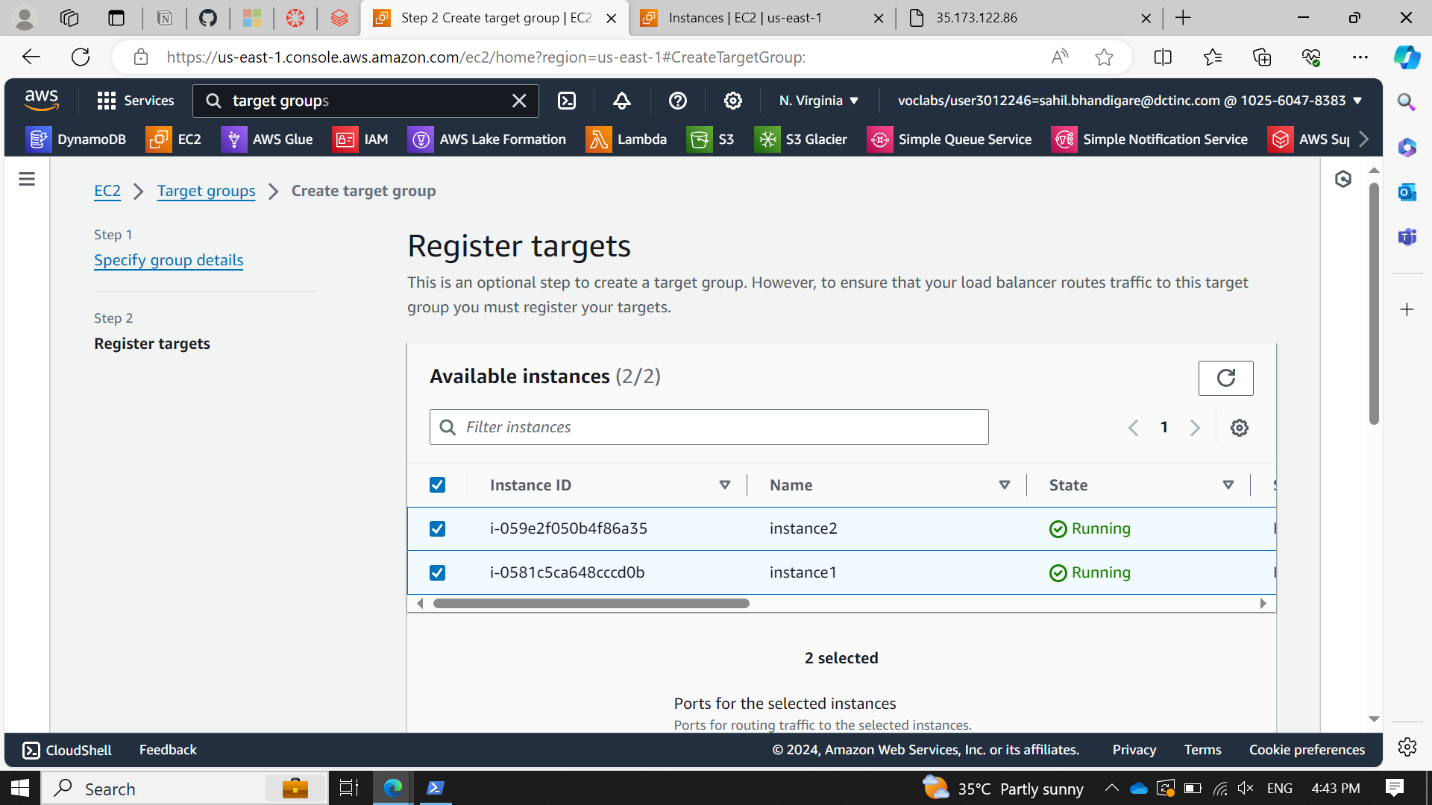 Step 2 Create target group | EC2
Instances | EC2 | us-east-1
35.173.122.86
https://us-east-1.console.aws.amazon.com/ec2/home?region=us-east-1#CreateTargetGroup:
aws
Services
target groups
N. Virginia
voclabs/user3012246=sahil.bhandigare@dctinc.com @ 1025-6047-8383
DynamoDB
EC2
AWS Glue
IAM
AWS Lake Formation
Lambda
S3
S3 Glacier
Simple Queue Service
Simple Notification Service
AWS Sup
EC2 > Target groups > Create target group
Step 1
Specify group details
Step 2
Register targets
Register targets
This is an optional step to create a target group. However, to ensure that your load balancer routes traffic to this target
group you must register your targets.
Available instances (2/2)
Filter instances
1
Instance ID Name State
i-059e2f050b4f86a35 instance2 Running
i-0581c5ca648cccd0b instance1 Running
2 selected
Ports for the selected instances
Ports for routing traffic to the selected instances.
CloudShell Feedback © 2024, Amazon Web Services, Inc. or its affiliates. Privacy Terms Cookie preferences
Search
35°C Partly sunny
ENG
4:43 PM